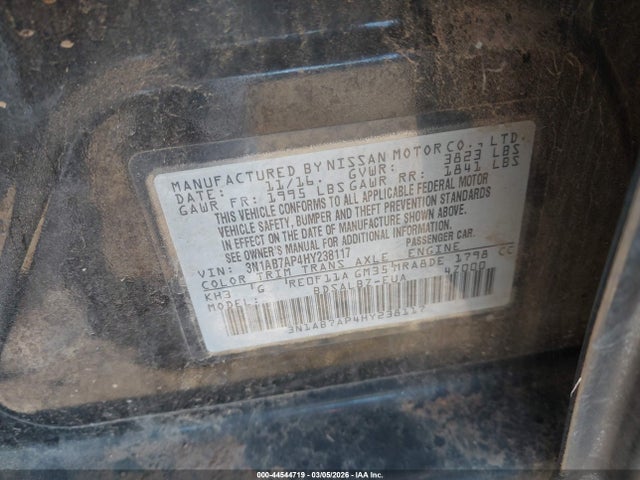 MANUFACTURED BY NISSAN MOTOR CO., LTD.
DATE: 11/16 GVWR: 3823 LBS
GAWR FR: 1995 LBS GAWR RR: 1841 LBS
THIS VEHICLE CONFORMS TO ALL APPLICABLE FEDERAL MOTOR
VEHICLE SAFETY, BUMPER AND THEFT PREVENTION STANDARDS
IN EFFECT ON THE DATE OF MANUFACTURE SHOWN ABOVE.
SEE OWNER'S MANUAL FOR ADDITIONAL INFORMATION.
VIN: 3N1AB7AP4HY238117 PASSENGER CAR.
COLOR TRIM TRANS AXLE ENGINE
KH3 G RE0F11A GM35 MRA8DE 1798 CC
MODEL: BDSALB7-EUA 47000
3N1AB7AP4HY238117
000-44544719 - 03/05/2026 - IAA Inc.